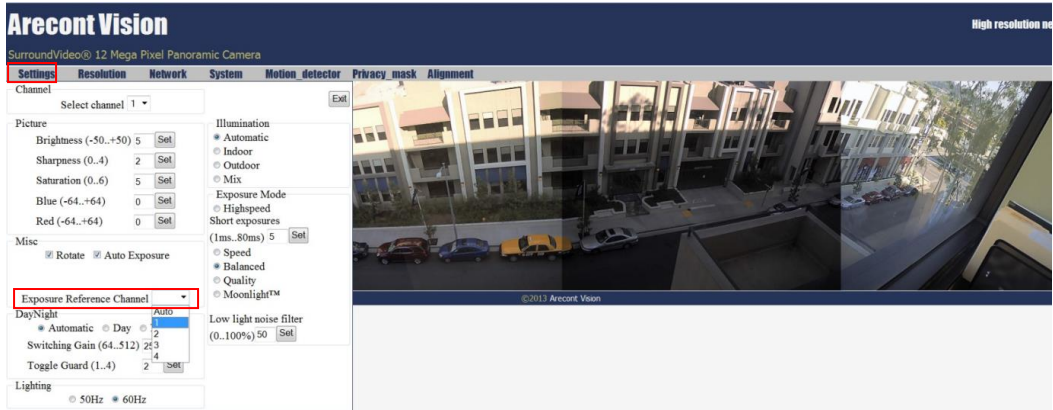 Arecont Vision
High resolution ne
SurroundVideo® 12 Mega Pixel Panoramic Camera
Settings Resolution Network System Motion_detector Privacy_mask Alignment
Channel
Select channel 1
Exit
Picture
Brightness (-50..+50) 5 Set
Sharpness (0..4) 2 Set
Saturation (0..6) 5 Set
Blue (-64..+64) 0 Set
Red (-64..+64) 0 Set
Misc
Rotate Auto Exposure
Exposure Reference Channel
Auto
1
2
3
4
DayNight
Automatic Day
Switching Gain (64..512)
Toggle Guard (1..4) 2 Set
Lighting
50Hz 60Hz
Illumination
Automatic
Indoor
Outdoor
Mix
Exposure Mode
Highspeed
Short exposures
(1ms..80ms) 5 Set
Speed
Balanced
Quality
Moonlight™
Low light noise filter
(0..100%) 50 Set
©2013 Arecont Vision